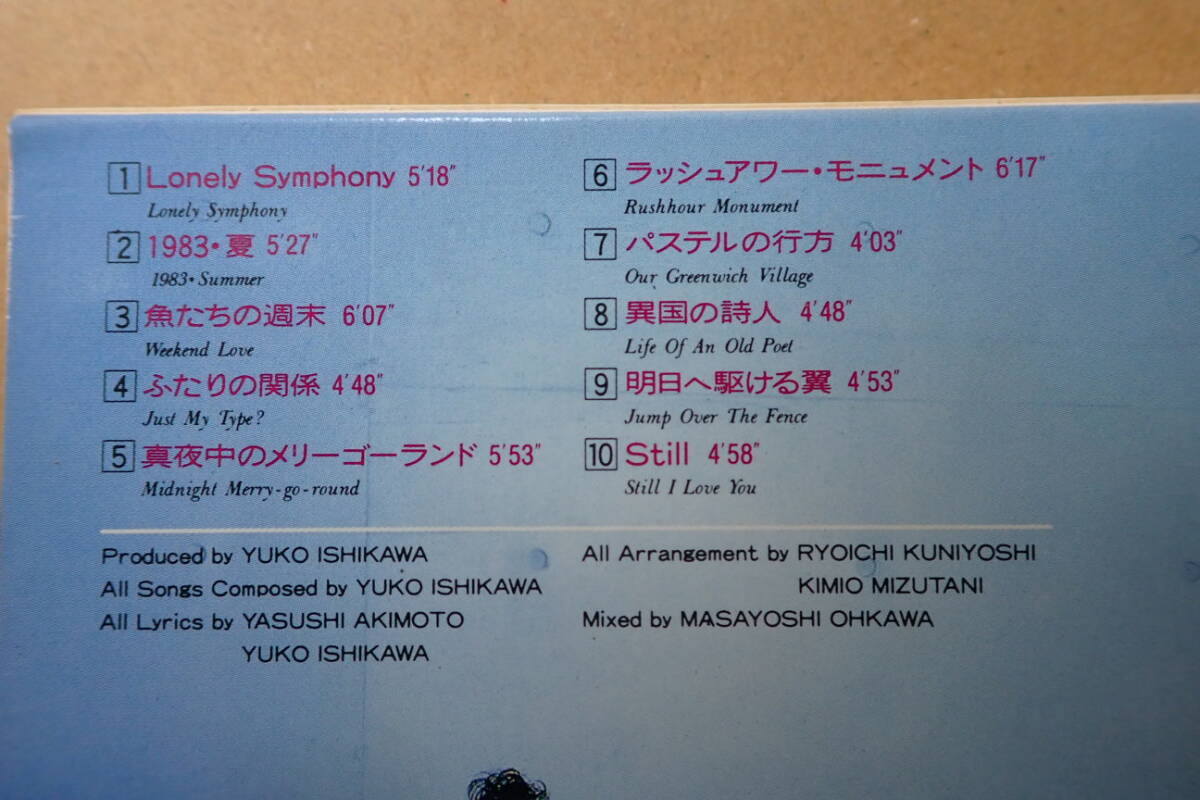 1 Lonely Symphony 5'18"
Lonely Symphony
2 1983・夏 5'27"
1983・Summer
3 魚たちの週末 6'07"
Weekend Love
4 ふたりの関係 4'48"
Just My Type?
5 真夜中のメリーゴーランド 5'53"
Midnight Merry-go-round
6 ラッシュアワー・モニュメント 6'17"
Rushhour Monument
7 パステルの行方 4'03"
Our Greenwich Village
8 異国の詩人 4'48"
Life Of An Old Poet
9 明日へ駆ける翼 4'53"
Jump Over The Fence
10 Still 4'58"
Still I Love You
Produced by YUKO ISHIKAWA
All Songs Composed by YUKO ISHIKAWA
All Lyrics by YASUSHI AKIMOTO
YUKO ISHIKAWA
All Arrangement by RYOICHI KUNIYOSHI
KIMIO MIZUTANI
Mixed by MASAYOSHI OHKAWA